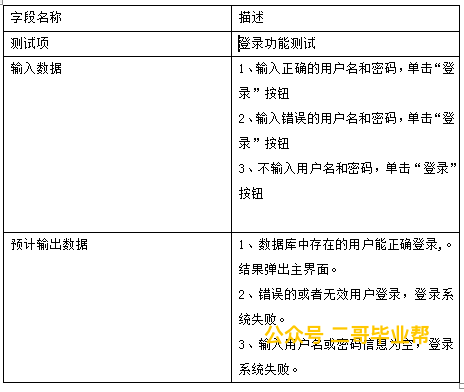 字段名称 描述
测试项 登录功能测试
输入数据 1、输入正确的用户名和密码，单击“登
录”按钮
2、输入错误的用户名和密码，单击“登
录”按钮
3、不输入用户名和密码，单击“登录”
按钮
预计输出数据 1、数据库中存在的用户能正确登录,。
结果弹出主界面。
2、错误的或者无效用户登录，登录系
统失败。
公众号 二哥毕业帮
3、输入用户名或密码信息为空，登录
系统失败。